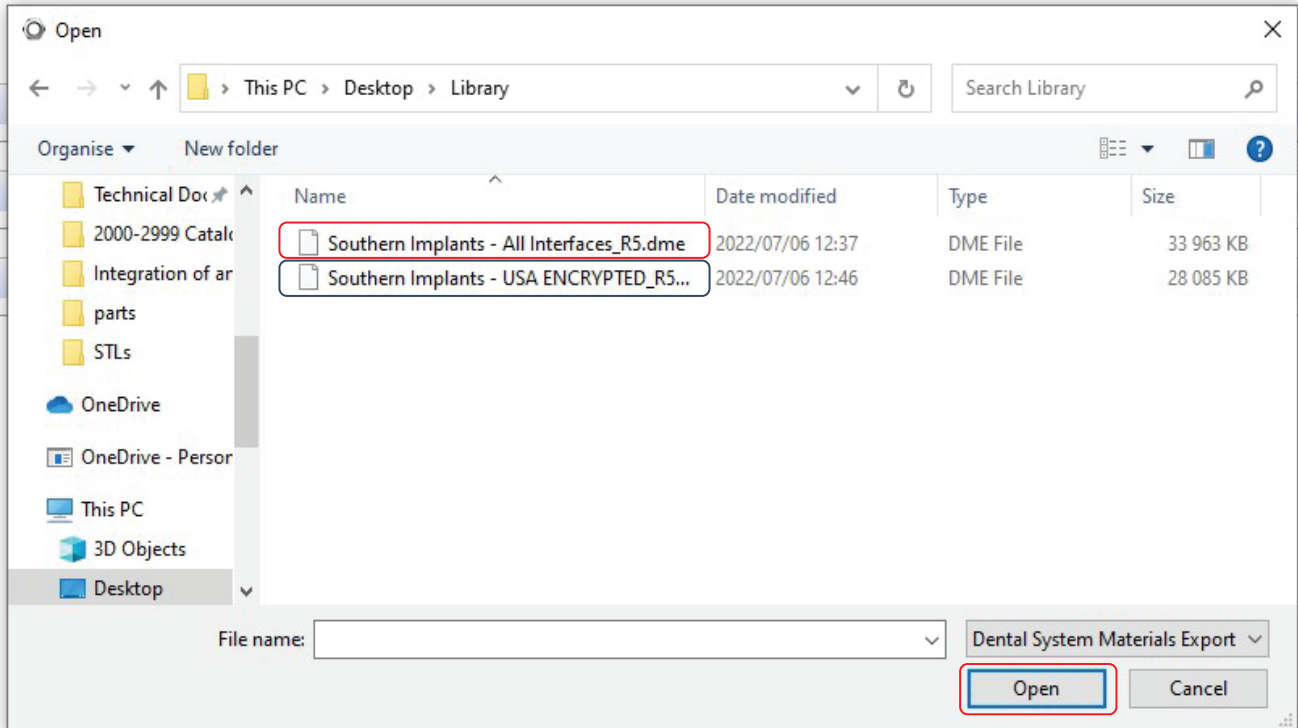 Open
This PC > Desktop > Library
Search Library
Organise
New folder
Name Date modified Type Size
Technical Doc
2000-2999 Catalo
Integration of an
parts
STLs
OneDrive
OneDrive - Person
This PC
3D Objects
Desktop
Southern Implants - All Interfaces_R5.dme 2022/07/06 12:37 DME File 33 963 KB
Southern Implants - USA ENCRYPTED_R5... 2022/07/06 12:46 DME File 28 085 KB
File name:
Dental System Materials Export
Open
Cancel